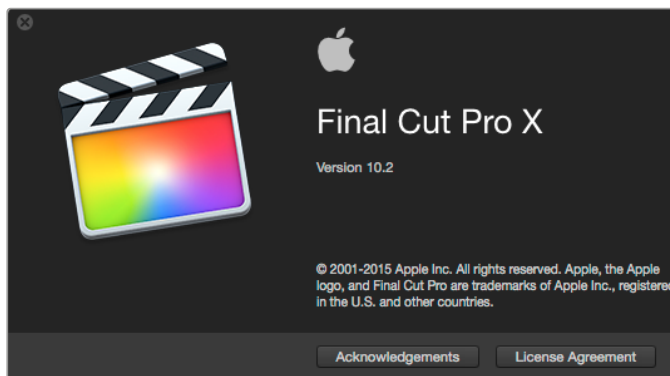 Final Cut Pro X
Version 10.2
© 2001-2015 Apple Inc. All rights reserved. Apple, the Apple
logo, and Final Cut Pro are trademarks of Apple Inc., registered
in the U.S. and other countries.
Acknowledgements
License Agreement